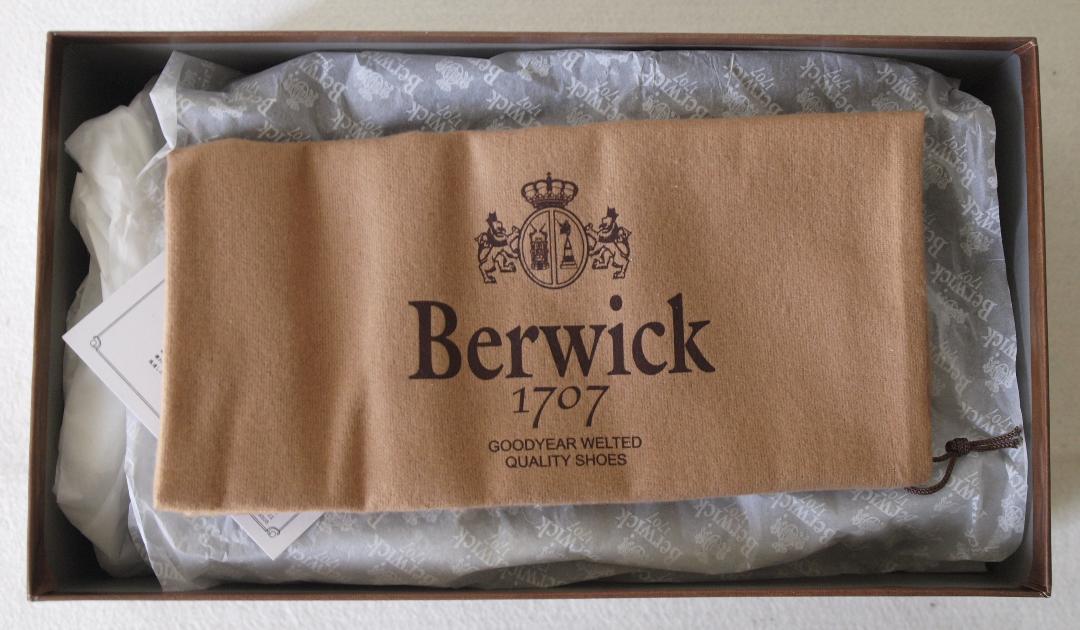 Berwick
1707
GOODYEAR WELTED
QUALITY SHOES